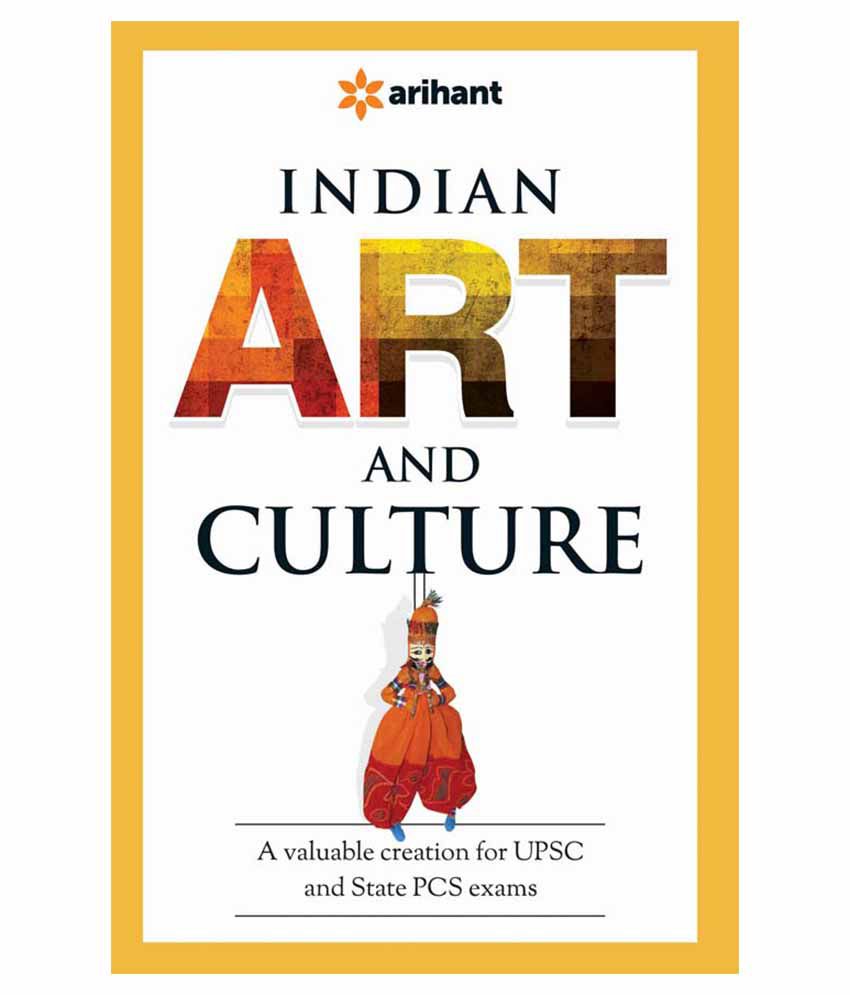 arihant
INDIAN
ART
AND
CULTURE
A valuable creation for UPSC
and State PCS exams